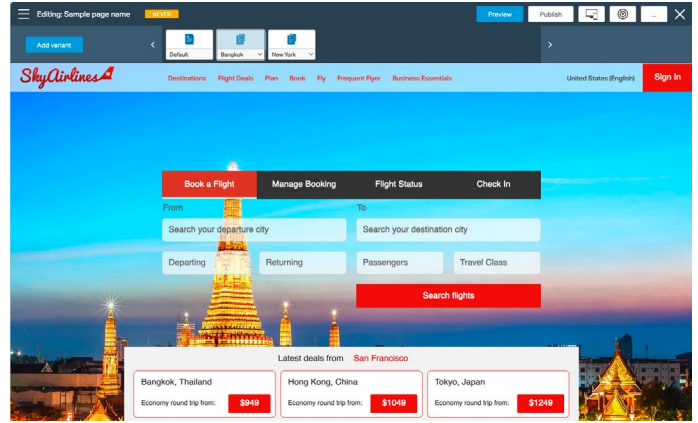 Editing: Sample page name
NEVER
Preview
Publish
...
Add variant
Default
Bangkok
New York
SkyAirlines
Destinations Flight Deals Plan Book Fly Frequent Flyer Business Essentials
United States (English)
Sign In
Book a Flight
Manage Booking
Flight Status
Check In
From
To
Search your departure city
Search your destination city
Departing
Returning
Passengers
Travel Class
Search flights
Latest deals from San Francisco
Bangkok, Thailand
Economy round trip from: $949
Hong Kong, China
Economy round trip from: $1049
Tokyo, Japan
Economy round trip from: $1249